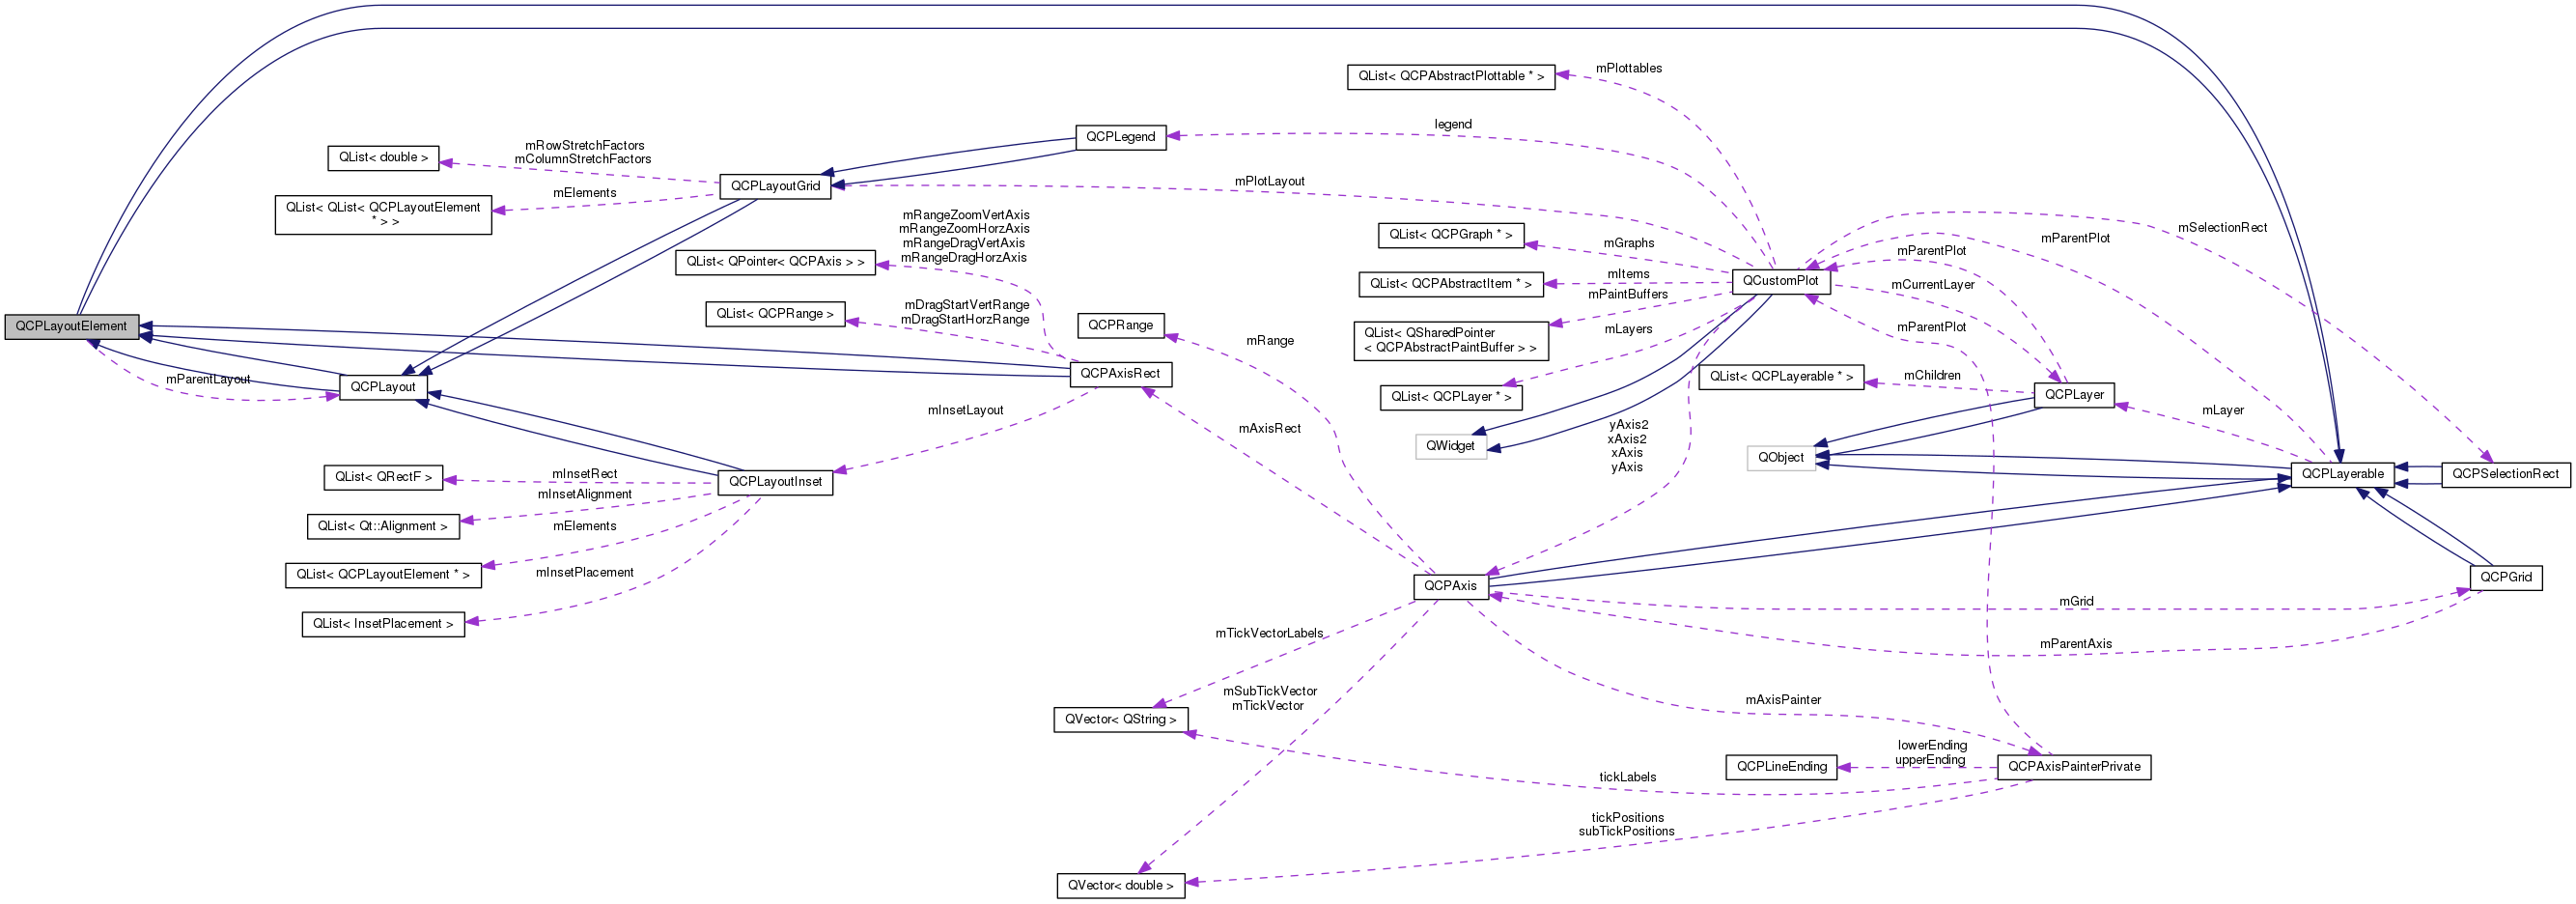 QList< QCPAbstractPlottable * >
mPlottables
QCPLegend
legend
mRowStretchFactors
mColumnStretchFactors
QList< double >
QCPLayoutGrid
mPlotLayout
mElements
QList< QList< QCPLayoutElement
* > >
mRangeZoomVertAxis
mRangeZoomHorzAxis
mRangeDragVertAxis
mRangeDragHorzAxis
QList< QPointer< QCPAxis > >
QList< QCPGraph * >
mGraphs
mSelectionRect
mParentPlot
mParentPlot
QList< QCPAbstractItem * >
mItems
QCustomPlot
mCurrentLayer
mPaintBuffers
mDragStartVertRange
mDragStartHorzRange
QList< QCPRange >
QCPLayoutElement
QCPRange
mRange
QList< QSharedPointer
< QCPAbstractPaintBuffer > >
mLayers
mParentPlot
mParentLayout
QCPLayout
QCPAxisRect
QList< QCPLayerable * >
mChildren
QList< QCPLayer * >
QCPLayer
mInsetLayout
mAxisRect
mLayer
yAxis2
xAxis2
xAxis
yAxis
QWidget
QObject
QList< QRectF >
mInsetRect
QCPLayoutInset
QCPLayerable
QCPSelectionRect
mInsetAlignment
QList< Qt::Alignment >
mElements
QList< QCPLayoutElement * >
mInsetPlacement
QCPAxis
QCPGrid
mGrid
QList< InsetPlacement >
mTickVectorLabels
mParentAxis
mSubTickVector
mTickVector
mAxisPainter
QVector< QString >
lowerEnding
upperEnding
QCPLineEnding
QCPAxisPainterPrivate
tickLabels
tickPositions
subTickPositions
QVector< double >